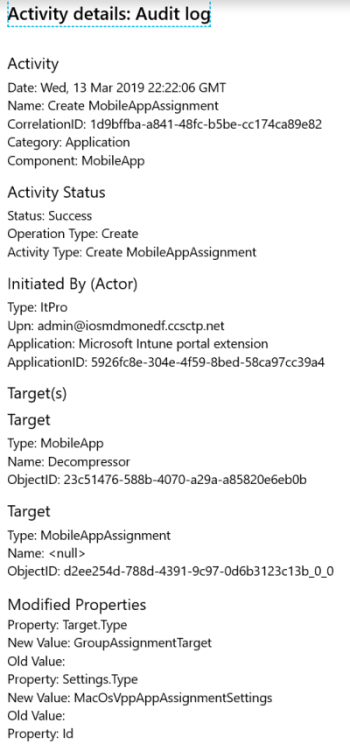 Activity details: Audit log
Activity
Date: Wed, 13 Mar 2019 22:22:06 GMT
Name: Create MobileAppAssignment
CorrelationID: 1d9bffba-a841-48fc-b5be-cc174ca89e82
Category: Application
Component: MobileApp
Activity Status
Status: Success
Operation Type: Create
Activity Type: Create MobileAppAssignment
Initiated By (Actor)
Type: ItPro
Upn: admin@iosmdmonedf.ccsctp.net
Application: Microsoft Intune portal extension
ApplicationID: 5926fc8e-304e-4f59-8bed-58ca97cc39a4
Target(s)
Target
Type: MobileApp
Name: Decompressor
ObjectID: 23c51476-588b-4070-a29a-a85820e6eb0b
Target
Type: MobileAppAssignment
Name: <null>
ObjectID: d2ee254d-788d-4391-9c97-0d6b3123c13b_0_0
Modified Properties
Property: Target.Type
New Value: GroupAssignmentTarget
Old Value:
Property: Settings.Type
New Value: MacOsVppAppAssignmentSettings
Old Value:
Property: Id